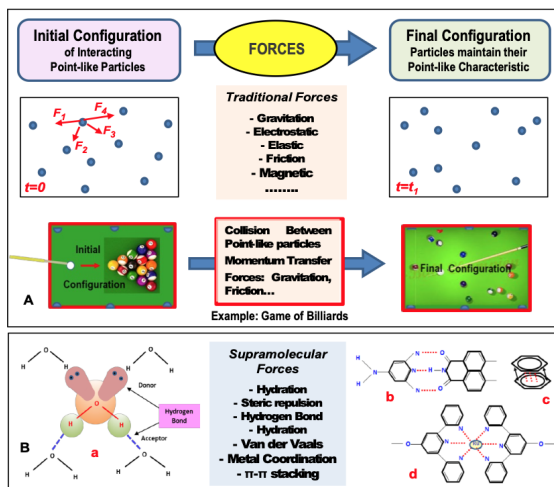 Initial Configuration
of Interacting
Point-like Particles
FORCES
Final Configuration
Particles maintain their
Point-like Characteristic
F1
F4
F3
F2
t=0
Traditional Forces
- Gravitation
- Electrostatic
- Elastic
- Friction
- Magnetic
........
t=t1
Initial
Configuration
A
Collision Between
Point-like particles
Momentum Transfer
Forces: Gravitation,
Friction...
Final Configuration
Example: Game of Billiards
O
H
H
O
H
H
Donor
O
H
H
Hydrogen
Bond
Acceptor
B
a
O
H
H
O
H
H
Supramolecular
Forces
- Hydration
- Steric repulsion
- Hydrogen Bond
- Hydration
- Van der Vaals
- Metal Coordination
- π-π stacking
b
c
d